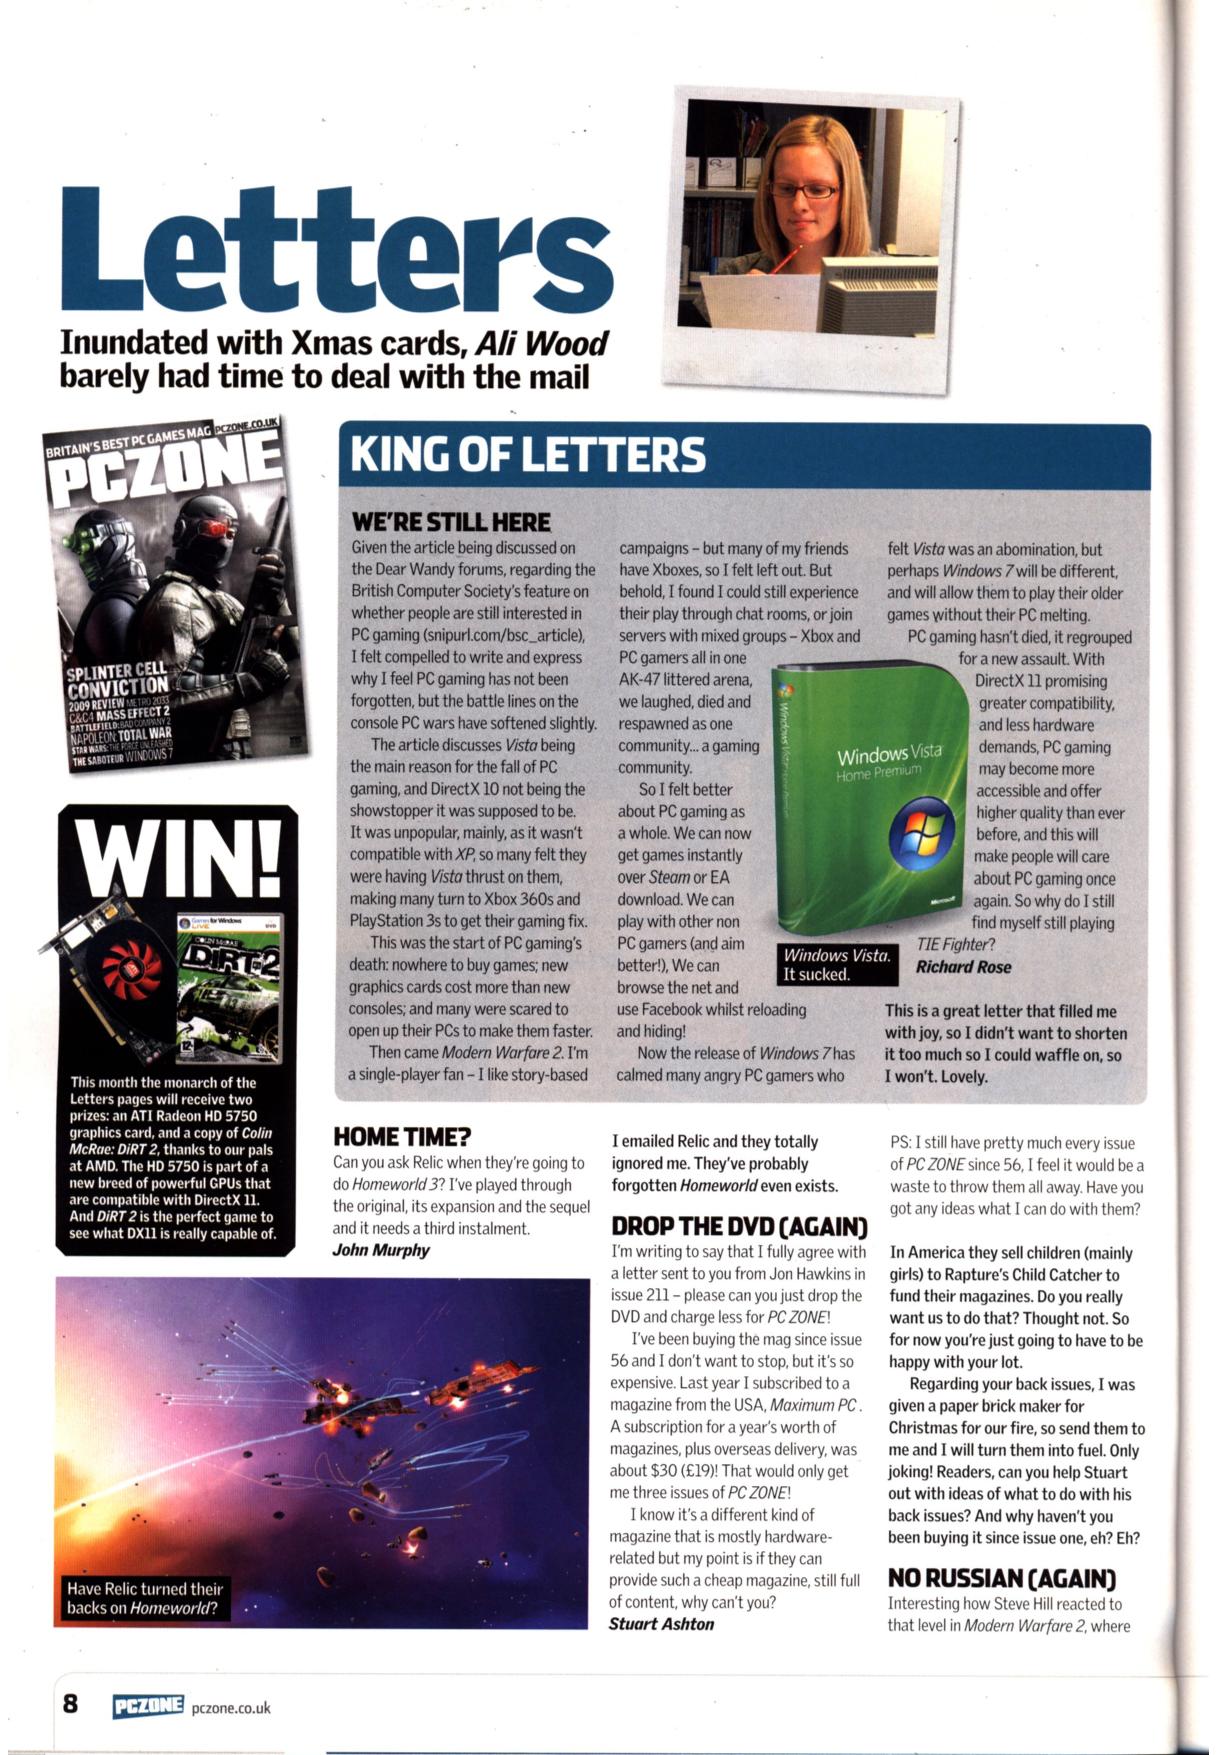 Letters
Inundated with Xmas cards, Ali Wood
barely had time to deal with the mail
BRITAIN'S BEST PC GAMES MAG PCZONE.CO.UK
PCZONE
SPLINTER CELL
CONVICTION
2009 REVIEW METRO 2033
C&C4 MASS EFFECT 2
BATTLEFIELD: BAD COMPANY 2
NAPOLEON: TOTAL WAR
STAR WARS: THE FORCE UNLEASHED
THE SABOTEUR WINDOWS 7
WIN!
Games for Windows
LIVE
DVD
COLIN McRAE
DiRT 2
12+
This month the monarch of the
Letters pages will receive two
prizes: an ATI Radeon HD 5750
graphics card, and a copy of Colin
McRae: DiRT 2, thanks to our pals
at AMD. The HD 5750 is part of a
new breed of powerful GPUs that
are compatible with DirectX 11.
And DiRT 2 is the perfect game to
see what DX11 is really capable of.
KING OF LETTERS
WE'RE STILL HERE
Given the article being discussed on
the Dear Wandy forums, regarding the
British Computer Society's feature on
whether people are still interested in
PC gaming (snipurl.com/bsc_article),
I felt compelled to write and express
why I feel PC gaming has not been
forgotten, but the battle lines on the
console PC wars have softened slightly.
The article discusses Vista being
the main reason for the fall of PC
gaming, and DirectX 10 not being the
showstopper it was supposed to be.
It was unpopular, mainly, as it wasn't
compatible with XP, so many felt they
were having Vista thrust on them,
making many turn to Xbox 360s and
PlayStation 3s to get their gaming fix.
This was the start of PC gaming's
death: nowhere to buy games; new
graphics cards cost more than new
consoles; and many were scared to
open up their PCs to make them faster.
Then came Modern Warfare 2. I'm
a single-player fan – I like story-based
campaigns – but many of my friends
have Xboxes, so I felt left out. But
behold, I found I could still experience
their play through chat rooms, or join
servers with mixed groups – Xbox and
PC gamers all in one
AK-47 littered arena,
we laughed, died and
respawned as one
community... a gaming
community.
So I felt better
about PC gaming as
a whole. We can now
get games instantly
over Steam or EA
download. We can
play with other non
PC gamers (and aim
better!), We can
browse the net and
use Facebook whilst reloading
and hiding!
Now the release of Windows 7 has
calmed many angry PC gamers who
felt Vista was an abomination, but
perhaps Windows 7 will be different,
and will allow them to play their older
games without their PC melting.
PC gaming hasn't died, it regrouped
for a new assault. With
DirectX 11 promising
greater compatibility,
and less hardware
demands, PC gaming
may become more
accessible and offer
higher quality than ever
before, and this will
make people will care
about PC gaming once
again. So why do I still
find myself still playing
TIE Fighter?
Richard Rose
This is a great letter that filled me
with joy, so I didn't want to shorten
it too much so I could waffle on, so
I won't. Lovely.
Windows Vista Home Premium
Windows Vista
Home Premium
Microsoft
Windows Vista.
It sucked.
HOME TIME?
Can you ask Relic when they're going to
do Homeworld 3? I've played through
the original, its expansion and the sequel
and it needs a third instalment.
John Murphy
Have Relic turned their
backs on Homeworld?
I emailed Relic and they totally
ignored me. They've probably
forgotten Homeworld even exists.
DROP THE DVD (AGAIN)
I'm writing to say that I fully agree with
a letter sent to you from Jon Hawkins in
issue 211 – please can you just drop the
DVD and charge less for PC ZONE!
I've been buying the mag since issue
56 and I don't want to stop, but it's so
expensive. Last year I subscribed to a
magazine from the USA, Maximum PC .
A subscription for a year's worth of
magazines, plus overseas delivery, was
about $30 (£19)! That would only get
me three issues of PC ZONE!
I know it's a different kind of
magazine that is mostly hardware-
related but my point is if they can
provide such a cheap magazine, still full
of content, why can't you?
Stuart Ashton
PS: I still have pretty much every issue
of PC ZONE since 56, I feel it would be a
waste to throw them all away. Have you
got any ideas what I can do with them?
In America they sell children (mainly
girls) to Rapture's Child Catcher to
fund their magazines. Do you really
want us to do that? Thought not. So
for now you're just going to have to be
happy with your lot.
Regarding your back issues, I was
given a paper brick maker for
Christmas for our fire, so send them to
me and I will turn them into fuel. Only
joking! Readers, can you help Stuart
out with ideas of what to do with his
back issues? And why haven't you
been buying it since issue one, eh? Eh?
NO RUSSIAN (AGAIN)
Interesting how Steve Hill reacted to
that level in Modern Warfare 2, where
8
PCZONE
pczone.co.uk